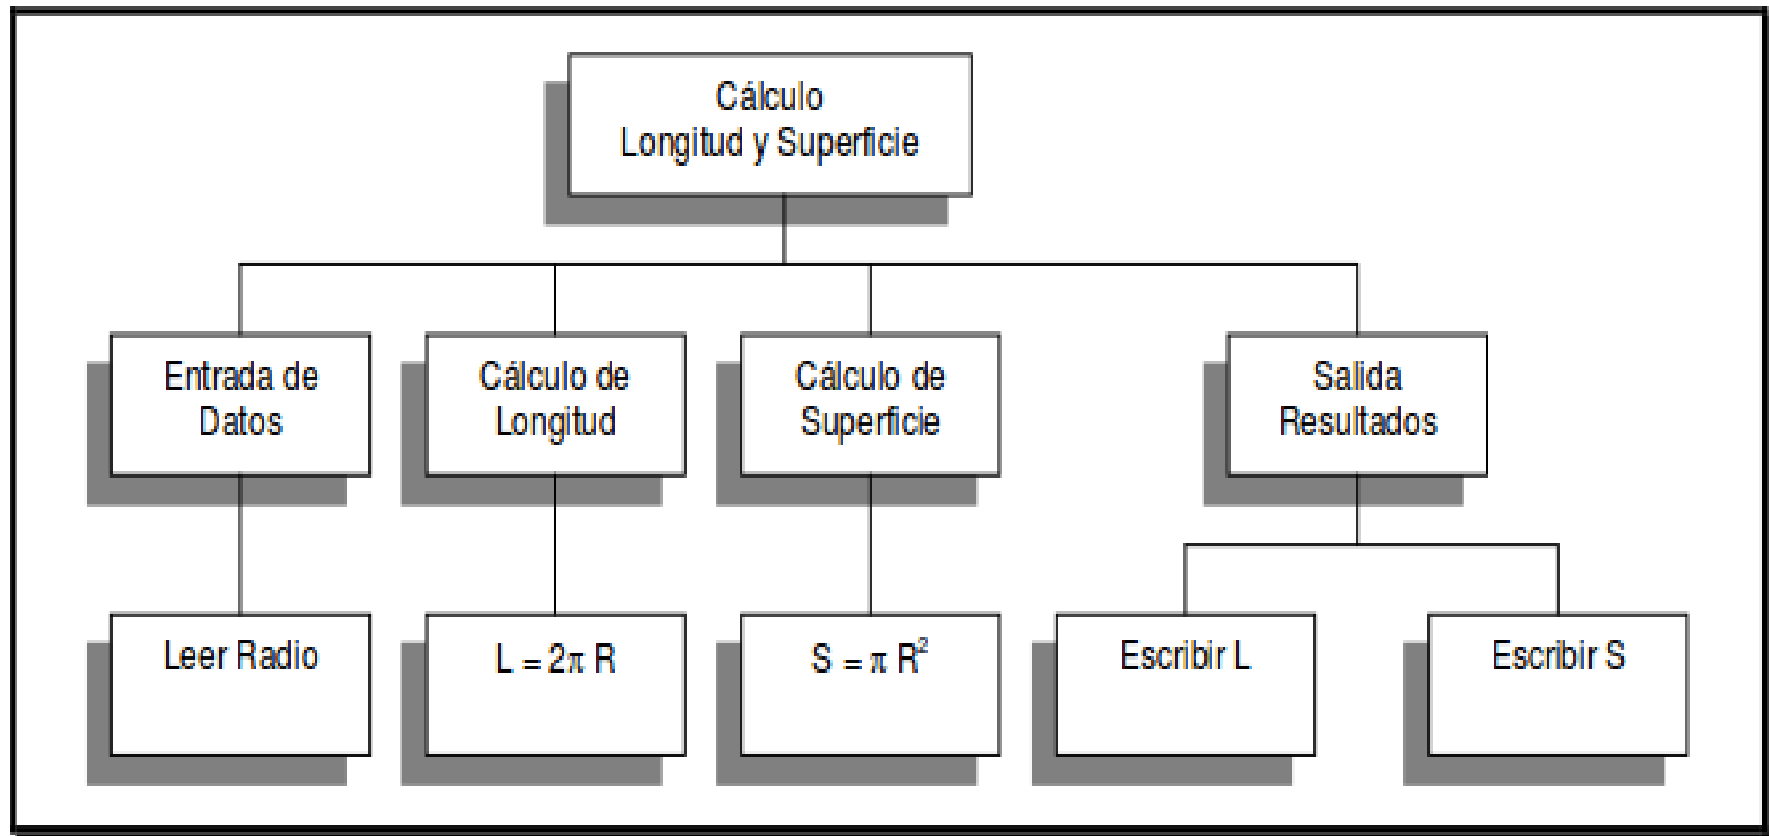 Cálculo
Longitud y Superficie
Entrada de
Datos
Cálculo de
Longitud
Cálculo de
Superficie
Salida
Resultados
Leer Radio
L = 2π R
S = π R²
Escribir L
Escribir S